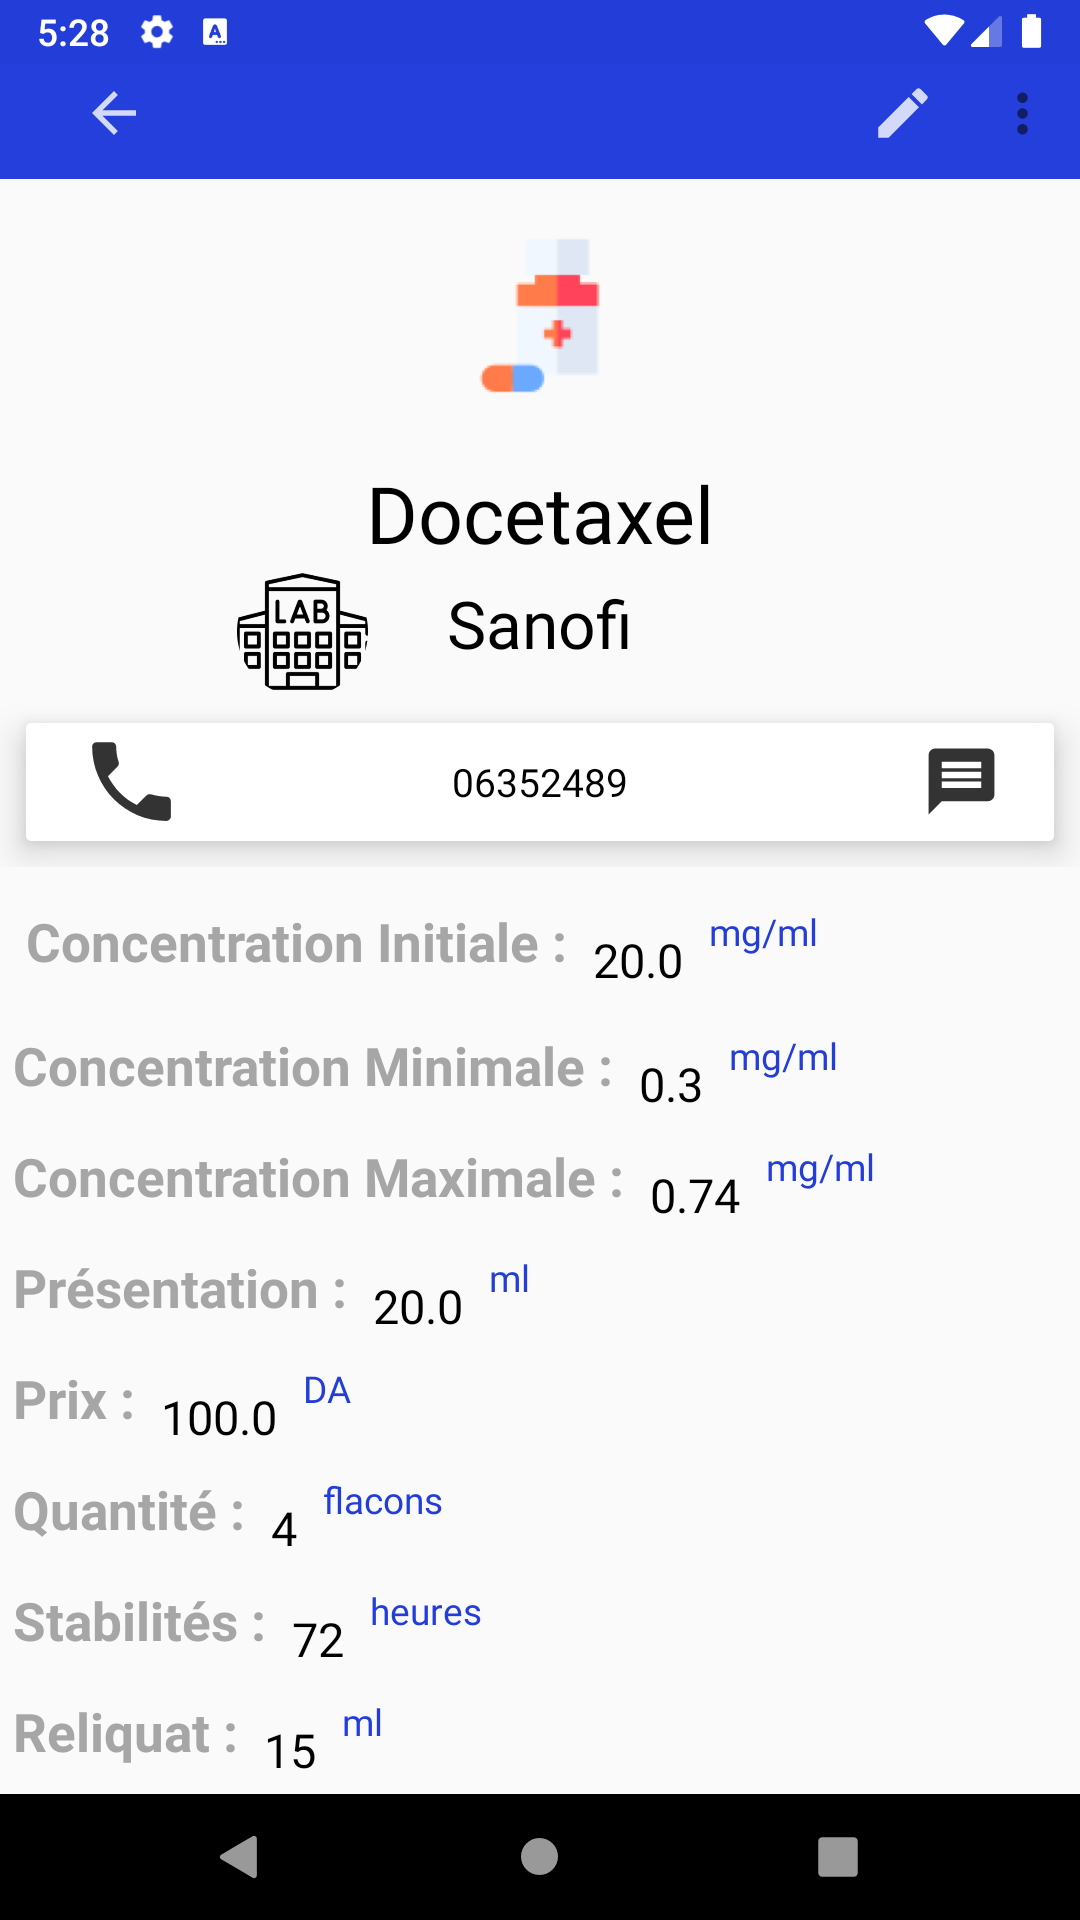 5:28
Docetaxel
LAB
Sanofi
06352489
Concentration Initiale : 20.0 mg/ml
Concentration Minimale : 0.3 mg/ml
Concentration Maximale : 0.74 mg/ml
Présentation : 20.0 ml
Prix : 100.0 DA
Quantité : 4 flacons
Stabilités : 72 heures
Reliquat : 15 ml